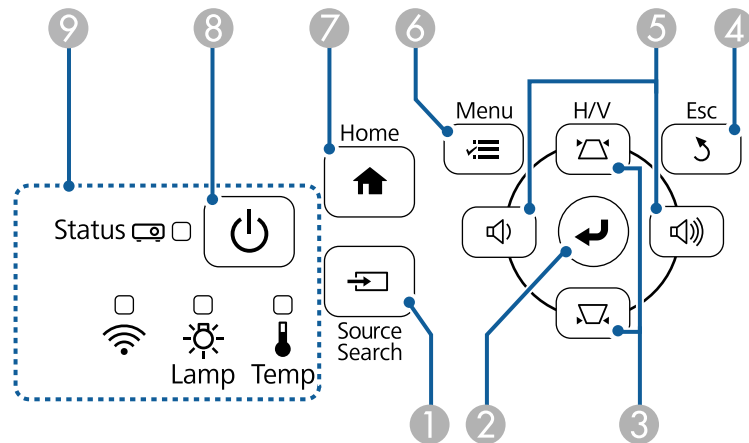 9 8 7 6 5 4
Menu H/V Esc
Home
Status
Source
Search
Lamp Temp
1 2 3